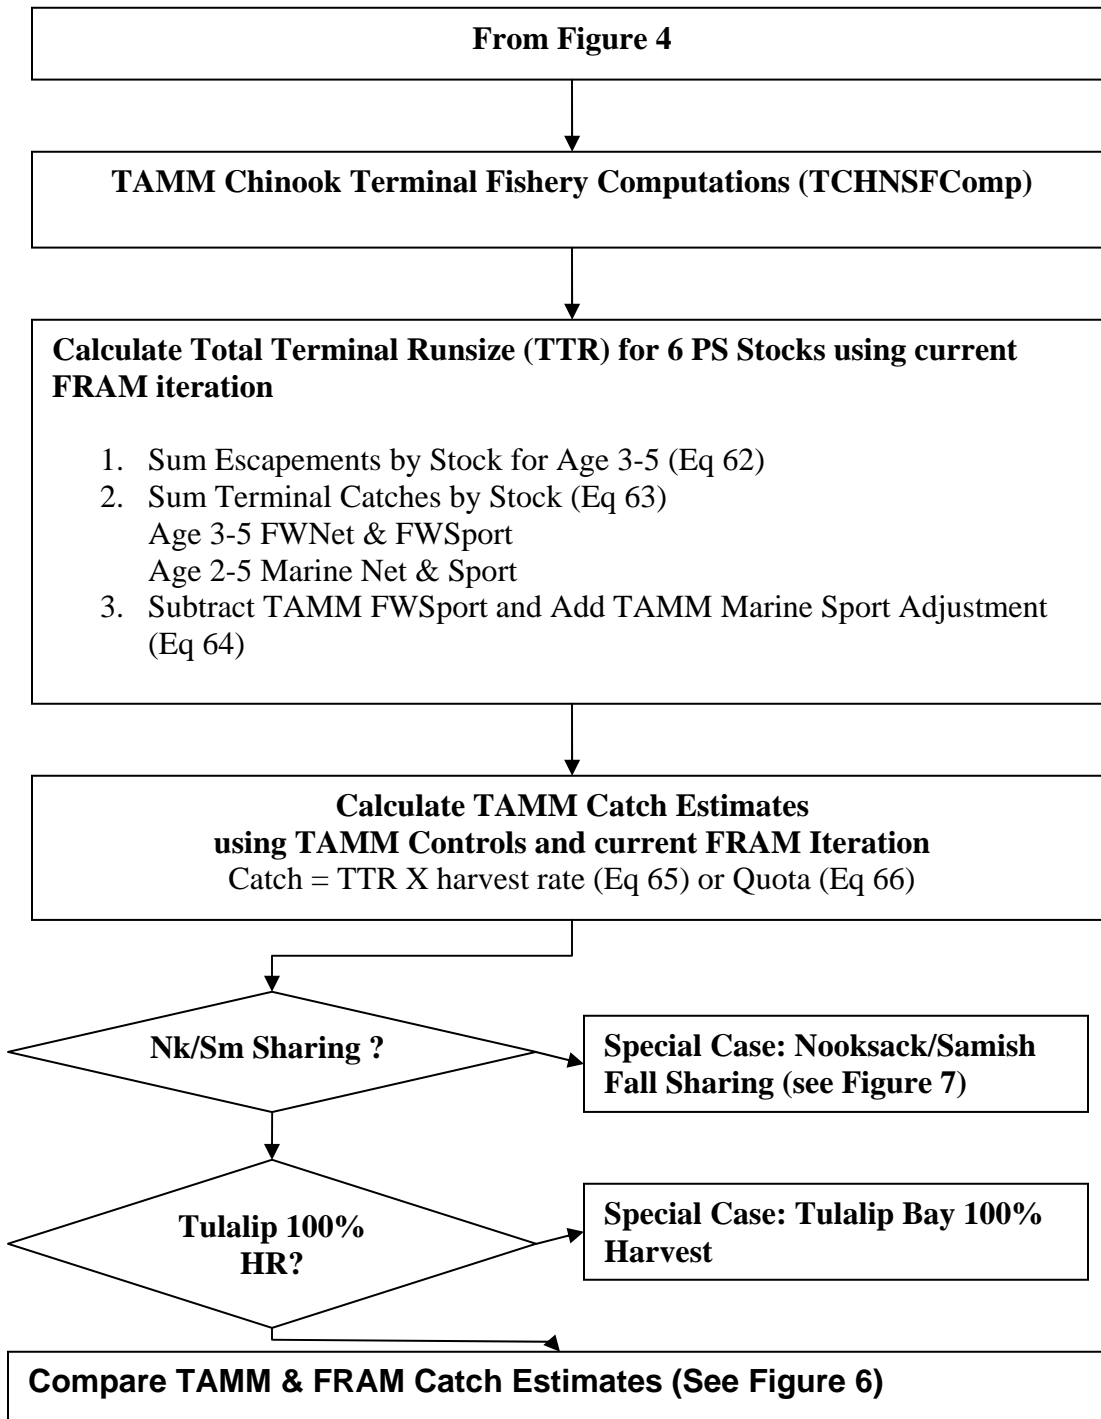 From Figure 4
TAMM Chinook Terminal Fishery Computations (TCHNSFComp)
Calculate Total Terminal Runsize (TTR) for 6 PS Stocks using current
FRAM iteration
1. Sum Escapements by Stock for Age 3-5 (Eq 62)
2. Sum Terminal Catches by Stock (Eq 63)
Age 3-5 FWNet & FWSport
Age 2-5 Marine Net & Sport
3. Subtract TAMM FWSport and Add TAMM Marine Sport Adjustment
(Eq 64)
Calculate TAMM Catch Estimates
using TAMM Controls and current FRAM Iteration
Catch = TTR X harvest rate (Eq 65) or Quota (Eq 66)
Nk/Sm Sharing ?
Special Case: Nooksack/Samish
Fall Sharing (see Figure 7)
Tulalip 100%
HR?
Special Case: Tulalip Bay 100%
Harvest
Compare TAMM & FRAM Catch Estimates (See Figure 6)